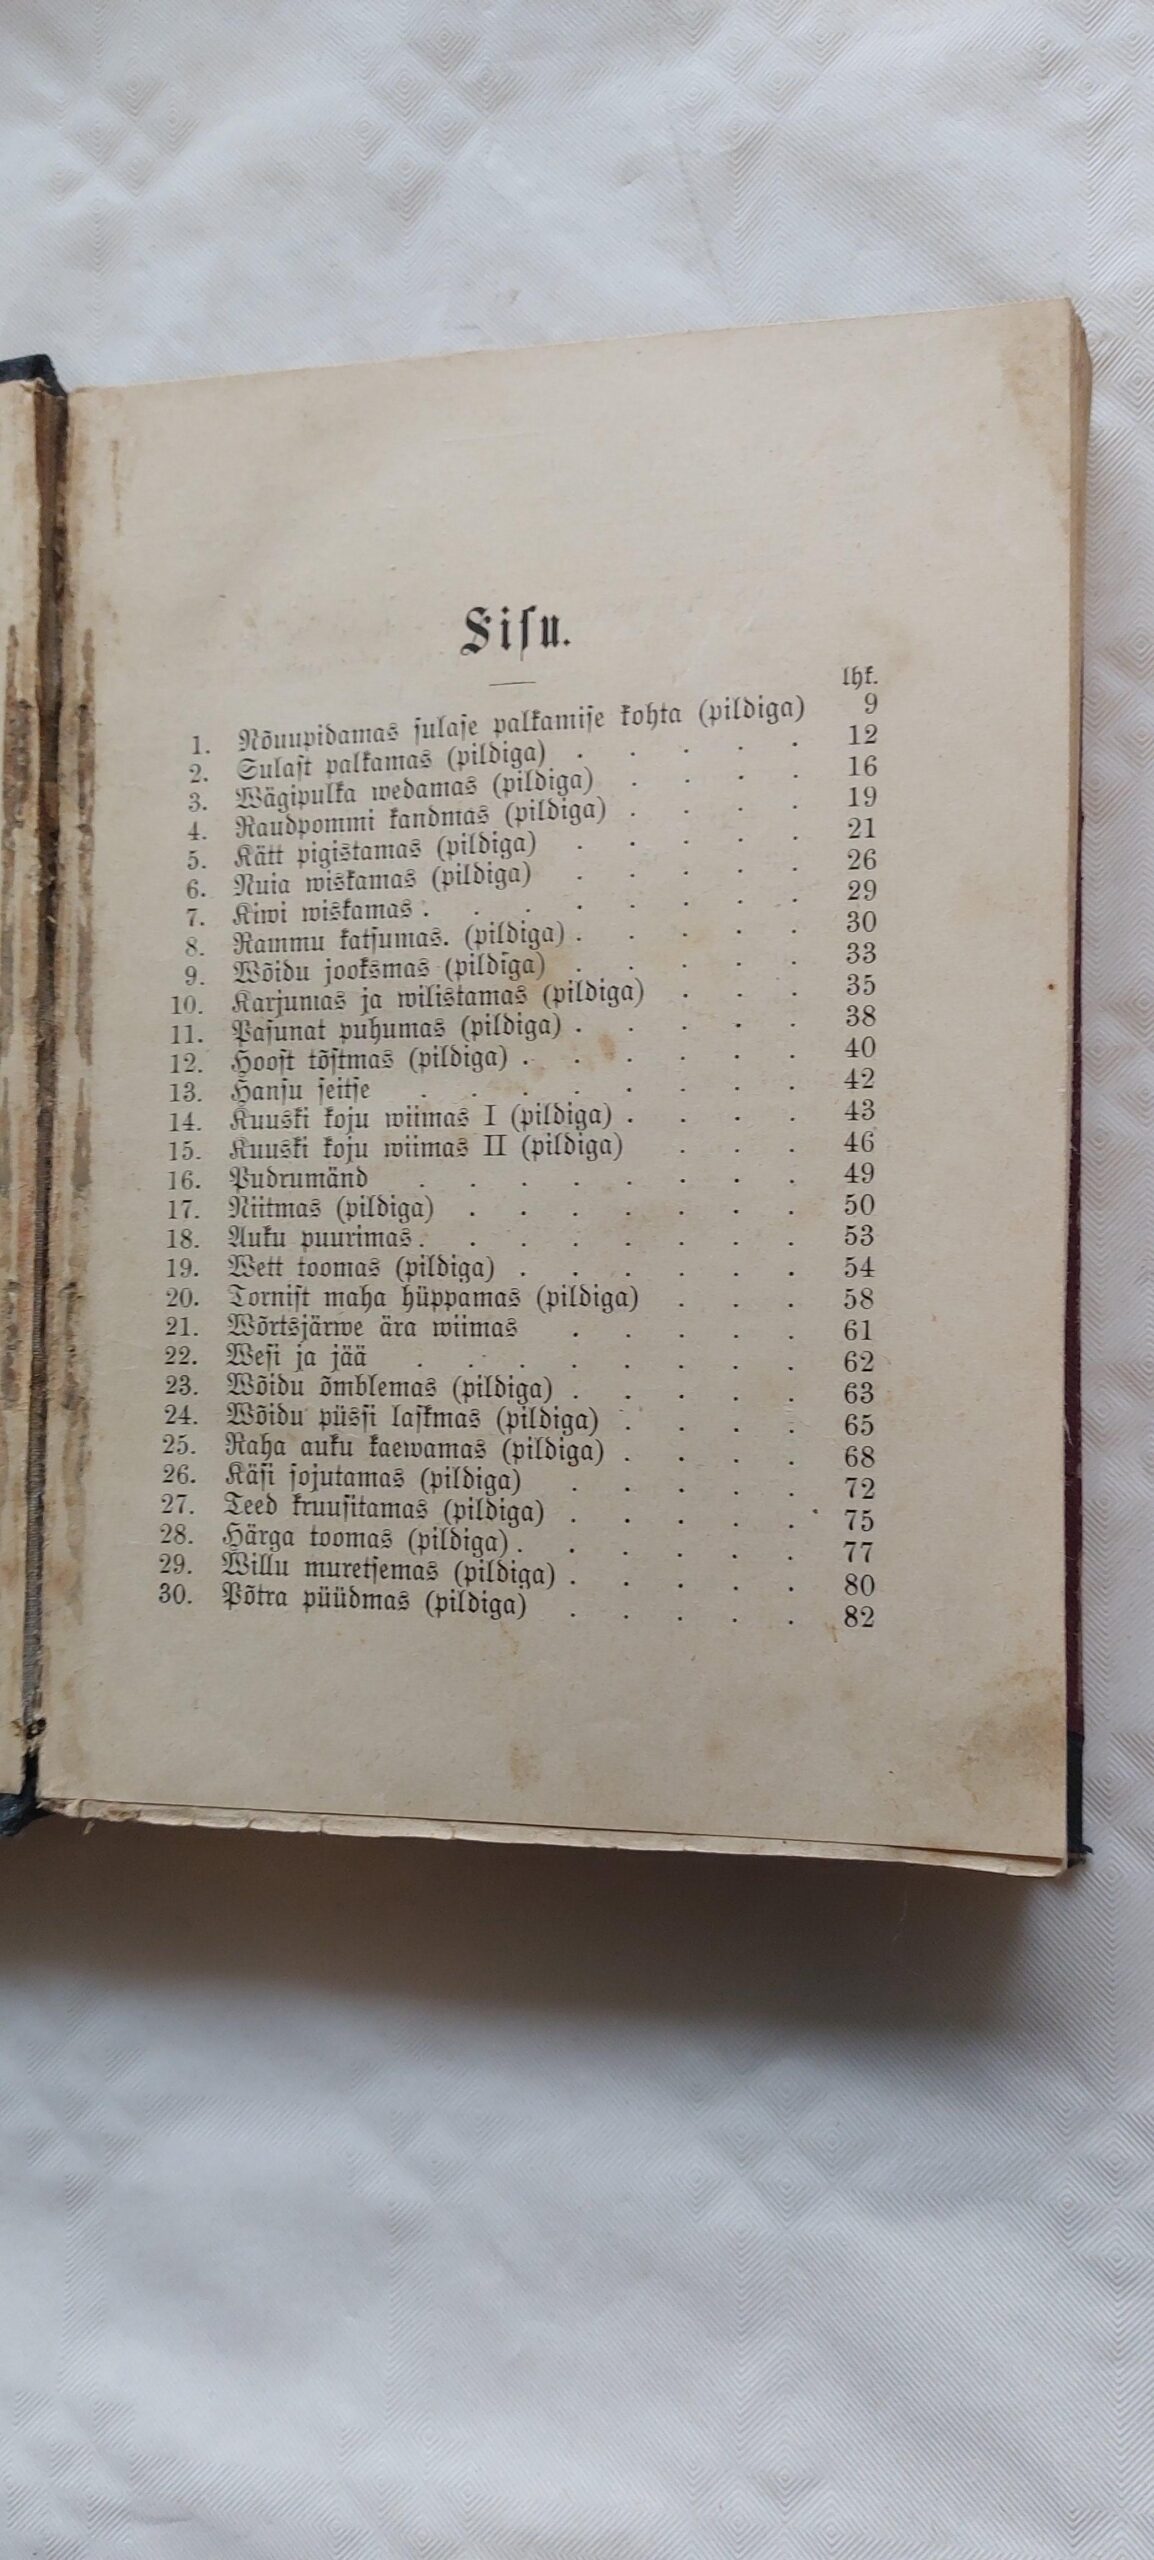 Sisu.
lhk.
1. Nõuupidamas sulase palkamise kohta (pildiga) 9
2. Sulast palkamas (pildiga) . . . . . 12
3. Wägipulka wedamas (pildiga) . . . . 16
4. Raudpommi kandmas (pildiga) . . . . 19
5. Kätt pigistamas (pildiga) . . . . . 21
6. Nuia wiskamas (pildiga) . . . . . 26
7. Kiwi wiskamas . . . . . . . . 29
8. Rammu katsumas. (pildiga) . . . . . 30
9. Wõidu jooksmas (pildiga) . . . . . 33
10. Karjumas ja wilistamas (pildiga) . . . 35
11. Pasunat puhumas (pildiga) . . . . . 38
12. Hoost tõstmas (pildiga) . . . . . . 40
13. Hansu seitse . . . . . . . . 42
14. Kuuski koju wiimas I (pildiga) . . . . 43
15. Kuuski koju wiimas II (pildiga) . . . 46
16. Pudrumänd . . . . . . . . 49
17. Niitmas (pildiga) . . . . . . . 50
18. Auku puurimas . . . . . . . . 53
19. Wett toomas (pildiga) . . . . . . 54
20. Tornist maha hüppamas (pildiga) . . . 58
21. Wõrtsjärwe ära wiimas . . . . . 61
22. Wesi ja jää . . . . . . . . 62
23. Wõidu õmblemas (pildiga) . . . . . 63
24. Wõidu püssi laskmas (pildiga) . . . . 65
25. Raha auku kaewamas (pildiga) . . . . 68
26. Käsi sojutamas (pildiga) . . . . . 72
27. Teed kruusitamas (pildiga) . . . . . 75
28. Härga toomas (pildiga) . . . . . . 77
29. Willu muretsemas (pildiga) . . . . . 80
30. Põtra püüdmas (pildiga) . . . . . 82